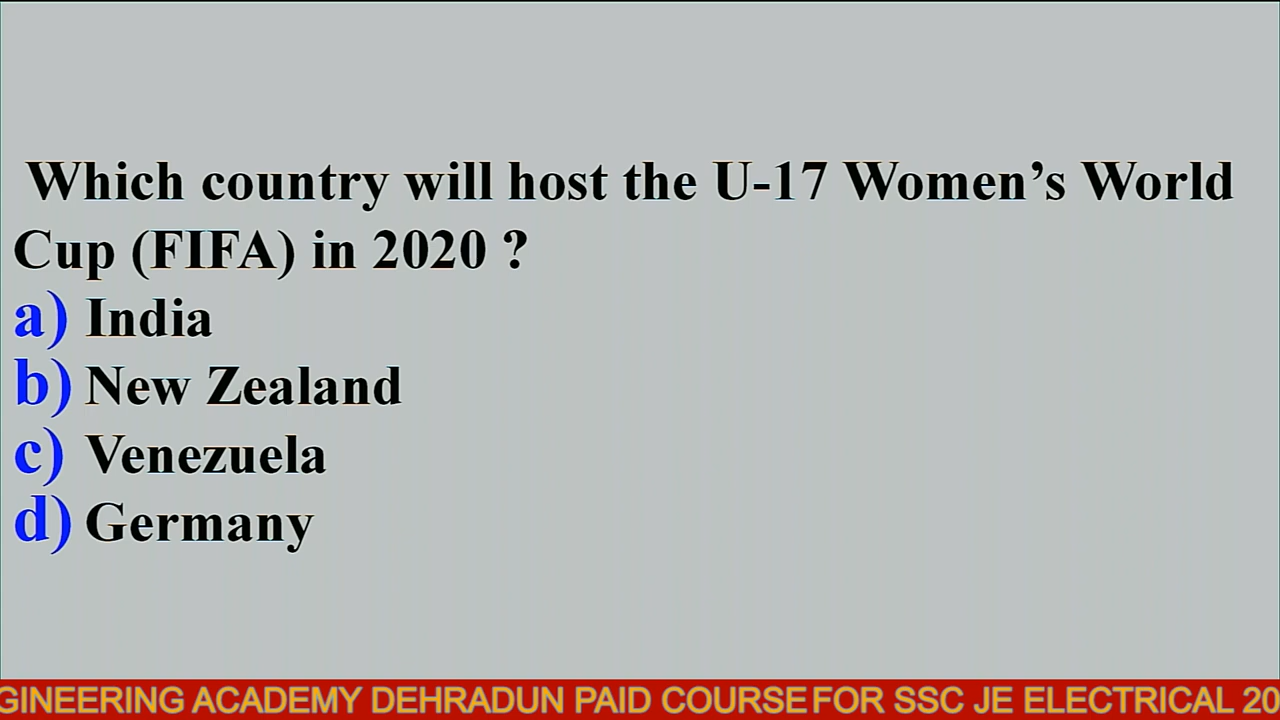 Which country will host the U-17 Women’s World
Cup (FIFA) in 2020 ?
a) India
b) New Zealand
c) Venezuela
d) Germany
GINEERING ACADEMY DEHRADUN PAID COURSE FOR SSC JE ELECTRICAL 20